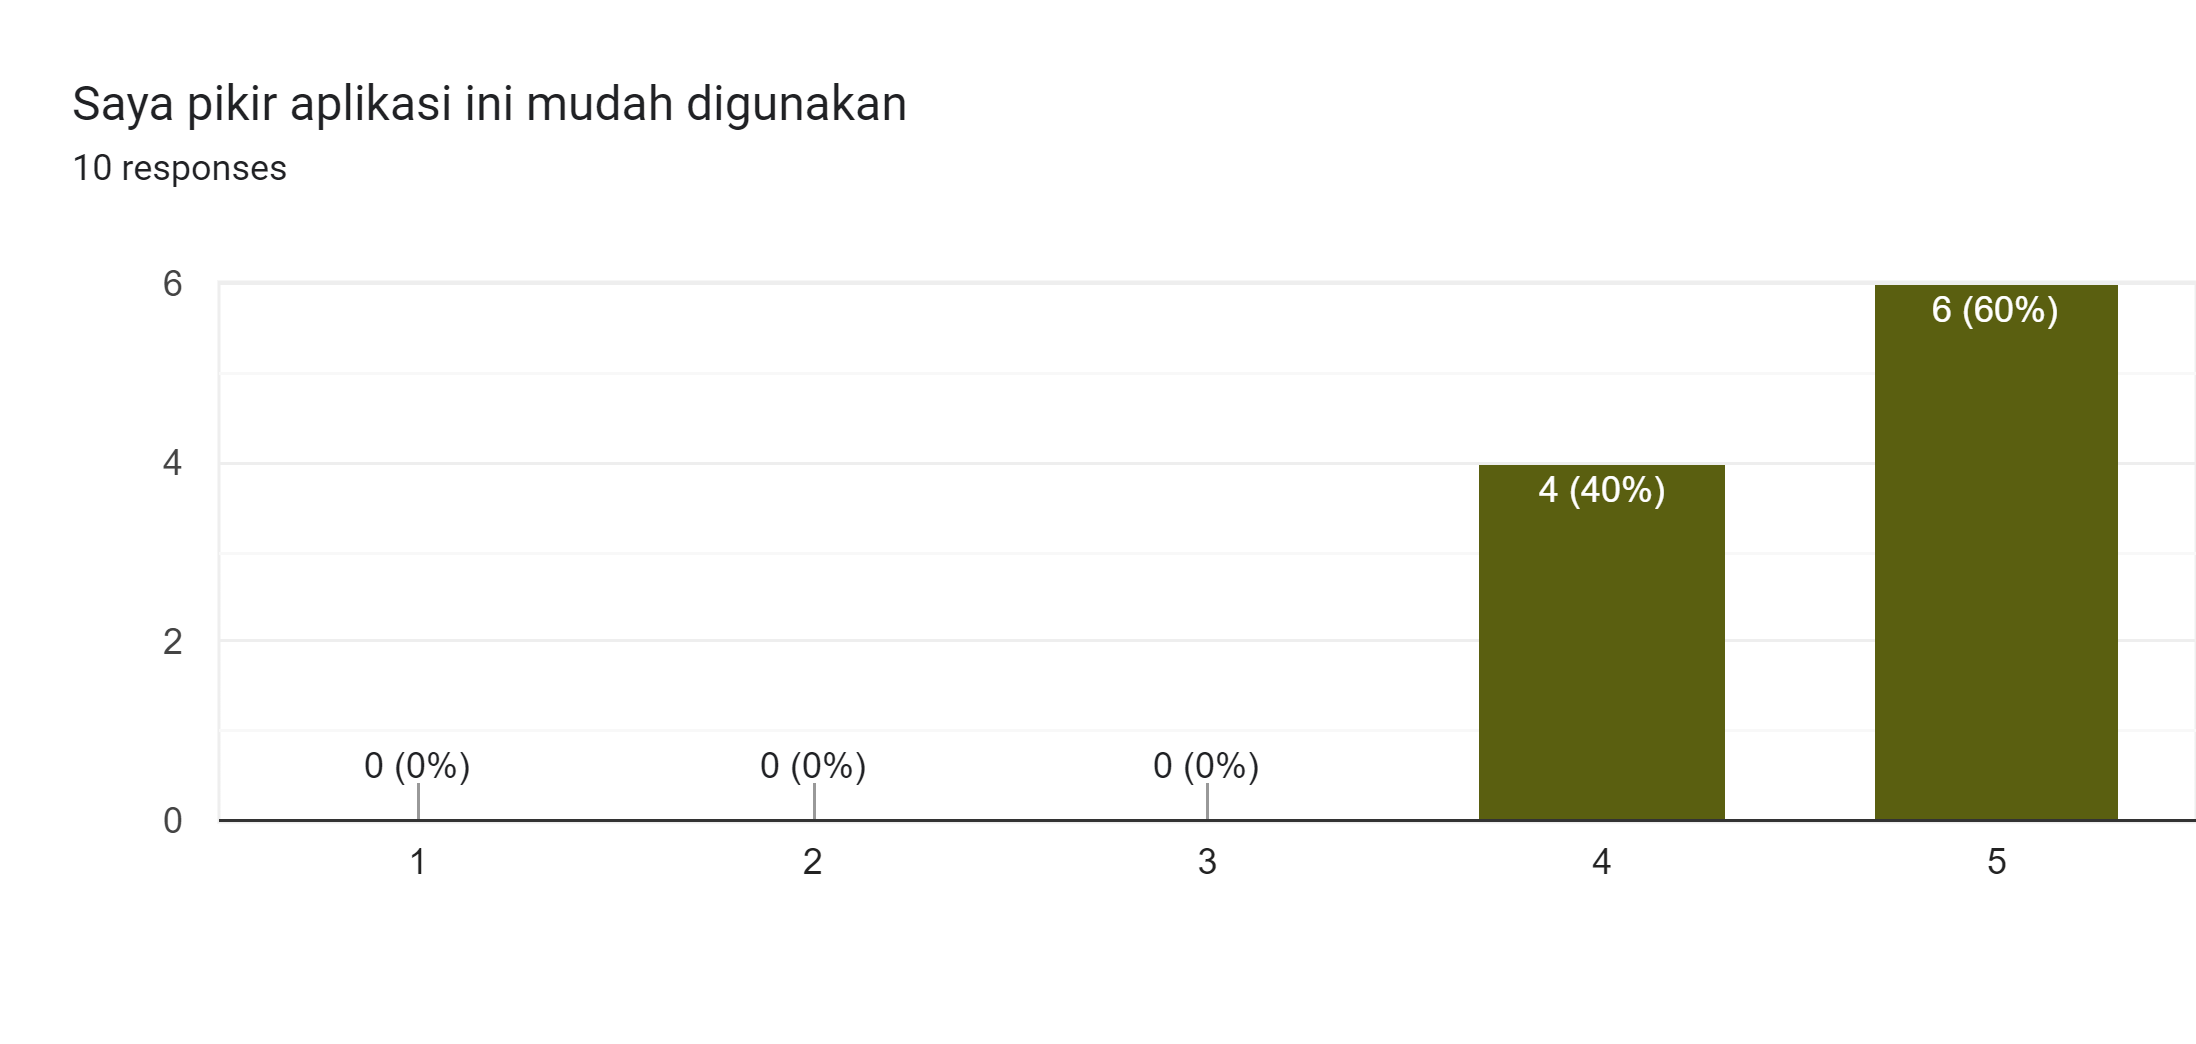 Saya pikir aplikasi ini mudah digunakan
10 responses
6
6 (60%)
4
4 (40%)
2
0 (0%) 0 (0%) 0 (0%)
0
1 2 3 4 5